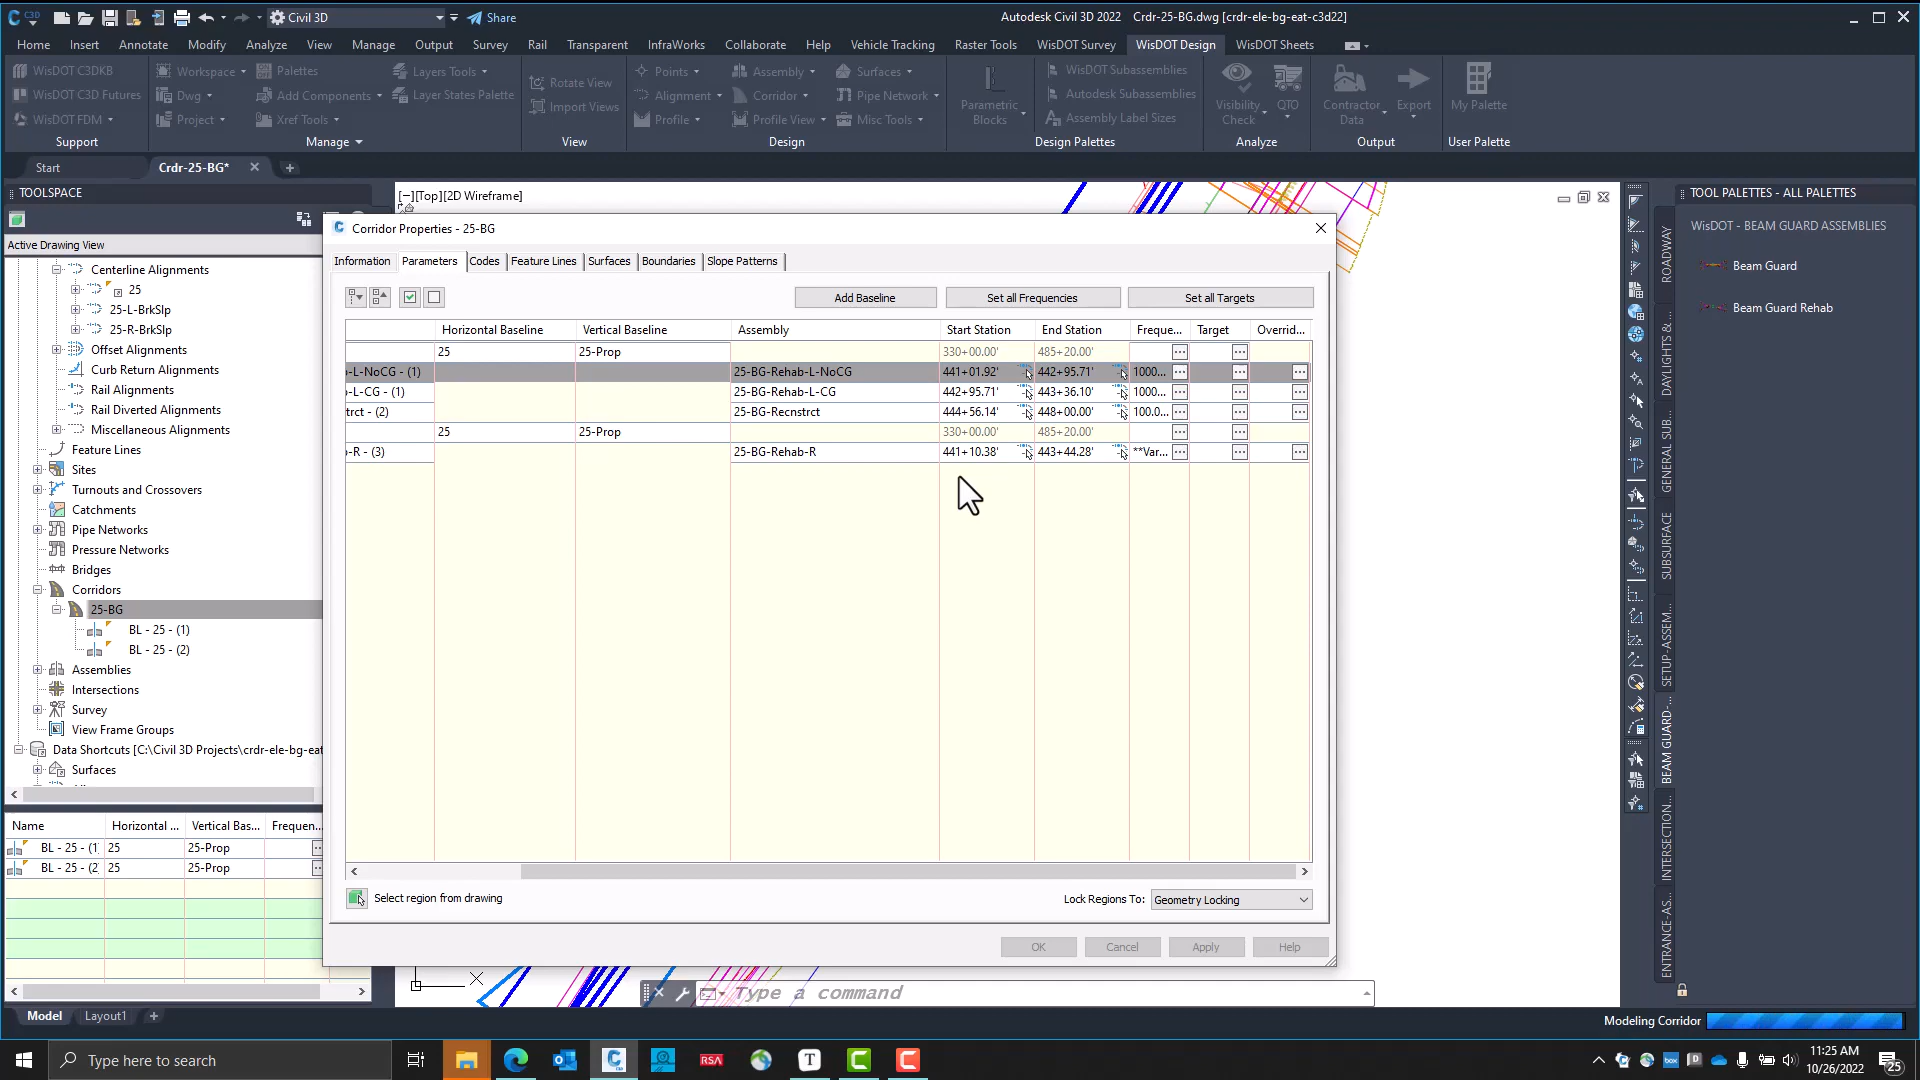 Civil 3D
Share
Autodesk Civil 3D 2022 Crdr-25-BG.dwg [crdr-ele-bg-eat-c3d22]
Home Insert Annotate Modify Analyze View Manage Output Survey Rail Transparent InfraWorks Collaborate Help Vehicle Tracking Raster Tools WisDOT Survey WisDOT Design WisDOT Sheets
WisDOT C3DKB Workspace Palettes Layers Tools Rotate View Points Assembly Surfaces WisDOT Subassemblies
WisDOT C3D Futures Dwg Add Components Layer States Palette Import Views Alignment Corridor Pipe Network Parametric Blocks Autodesk Subassemblies Visibility Check QTO Contractor Data Export My Palette
WisDOT FDM Project Xref Tools Profile Profile View Misc Tools Assembly Label Sizes
Support Manage View Design Design Palettes Analyze Output User Palette
Start Crdr-25-BG*
TOOLSPACE
[−][Top][2D Wireframe]
TOOL PALETTES - ALL PALETTES
Active Drawing View
Centerline Alignments
25
25-L-BrkSlp
25-R-BrkSlp
Offset Alignments
Curb Return Alignments
Rail Alignments
Rail Diverted Alignments
Miscellaneous Alignments
Feature Lines
Sites
Turnouts and Crossovers
Catchments
Pipe Networks
Pressure Networks
Bridges
Corridors
25-BG
BL - 25 - (1)
BL - 25 - (2)
Assemblies
Intersections
Survey
View Frame Groups
Data Shortcuts [C:\Civil 3D Projects\crdr-ele-bg-eat
Surfaces
Name Horizontal ... Vertical Bas... Frequen...
BL - 25 - (1) 25 25-Prop
BL - 25 - (2) 25 25-Prop
Corridor Properties - 25-BG
Information Parameters Codes Feature Lines Surfaces Boundaries Slope Patterns
Add Baseline Set all Frequencies Set all Targets
Horizontal Baseline Vertical Baseline Assembly Start Station End Station Freque... Target Overrid...
25 25-Prop 330+00.00' 485+20.00'
-L-NoCG - (1) 25-BG-Rehab-L-NoCG 441+01.92' 442+95.71' 1000...
-L-CG - (1) 25-BG-Rehab-L-CG 442+95.71' 443+36.10' 1000...
trct - (2) 25-BG-Recnstrct 444+56.14' 448+00.00' 100.0...
25 25-Prop 330+00.00' 485+20.00'
-R - (3) 25-BG-Rehab-R 441+10.38' 443+44.28' **Var...
Select region from drawing
Lock Regions To: Geometry Locking
OK Cancel Apply Help
WisDOT - BEAM GUARD ASSEMBLIES
Beam Guard
Beam Guard Rehab
ROADWAY
DAYLIGHTS &...
GENERAL SUB...
SUBSURFACE
SETUP-ASSEM...
BEAM GUARD-...
INTERSECTION...
ENTRANCE-AS...
Type a command
Model Layout1
Modeling Corridor
Type here to search
RSA
T
11:25 AM
10/26/2022
25